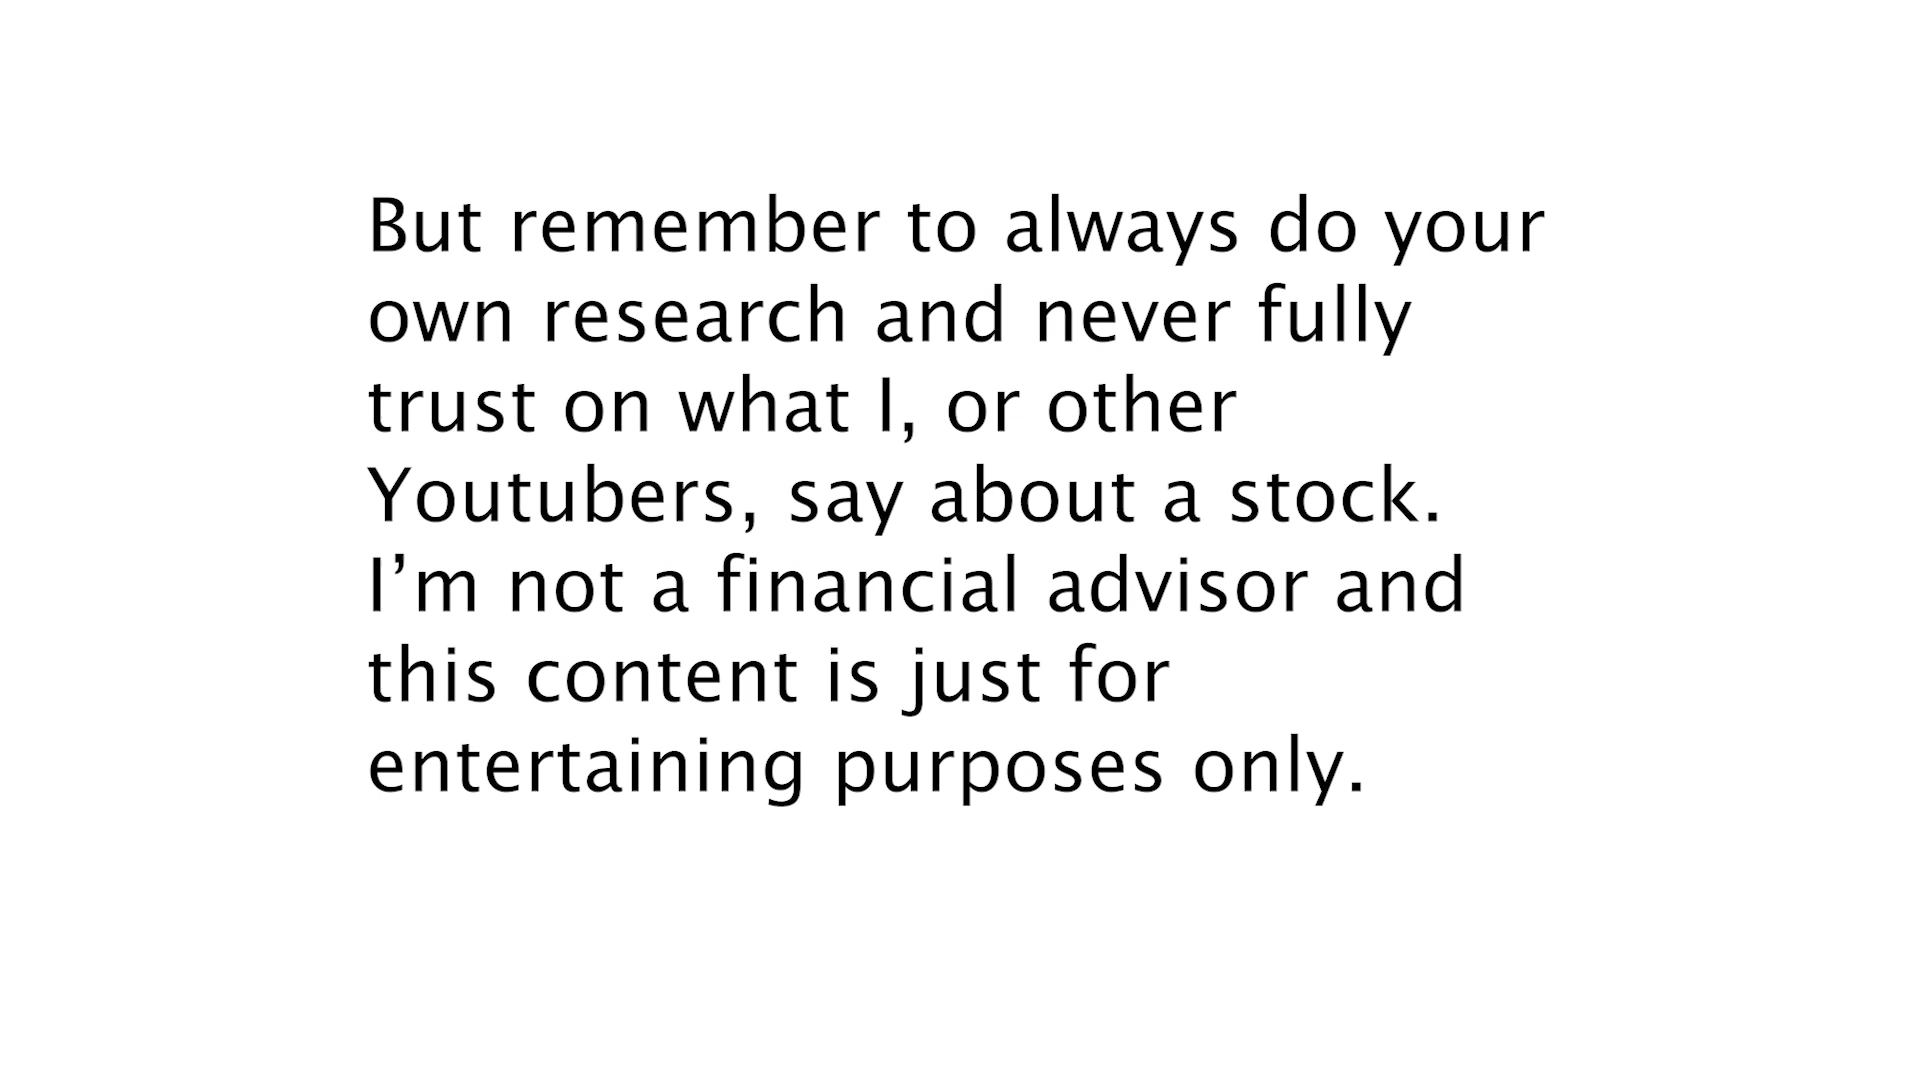 But remember to always do your
own research and never fully
trust on what I, or other
Youtubers, say about a stock.
I’m not a financial advisor and
this content is just for
entertaining purposes only.